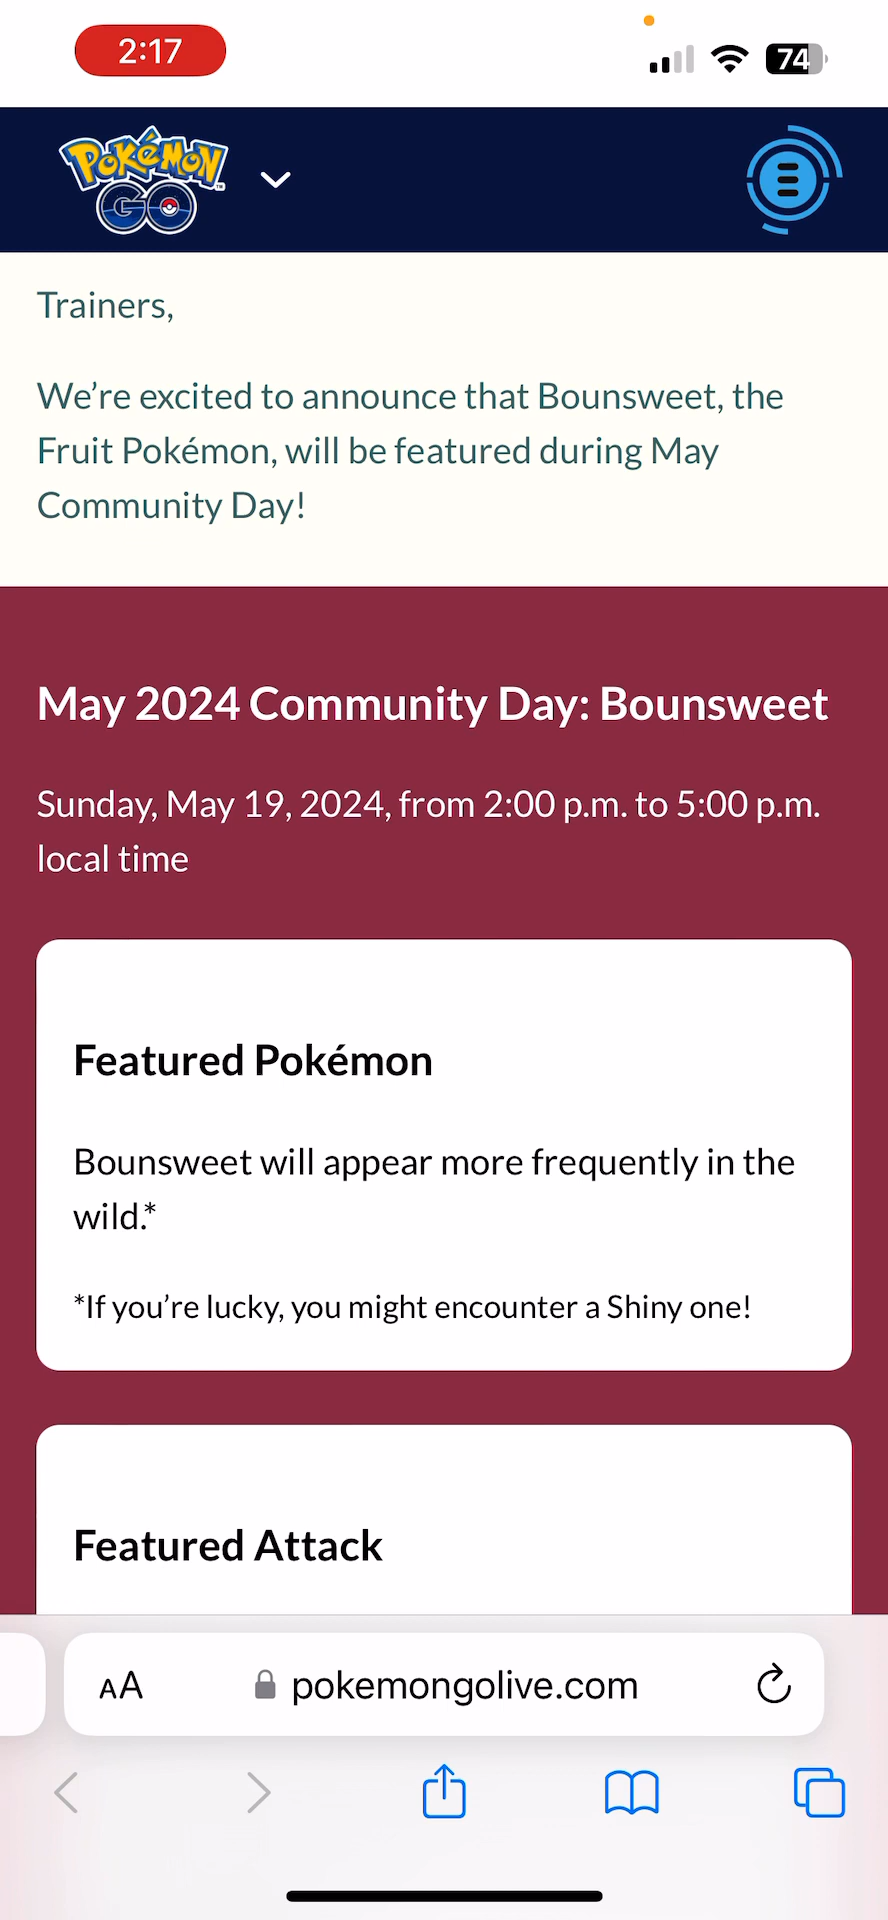 2:17
74
POKÉMON
GO
Trainers,
We’re excited to announce that Bounsweet, the
Fruit Pokémon, will be featured during May
Community Day!
May 2024 Community Day: Bounsweet
Sunday, May 19, 2024, from 2:00 p.m. to 5:00 p.m.
local time
Featured Pokémon
Bounsweet will appear more frequently in the
wild.*
*If you’re lucky, you might encounter a Shiny one!
Featured Attack
AA
pokemongolive.com